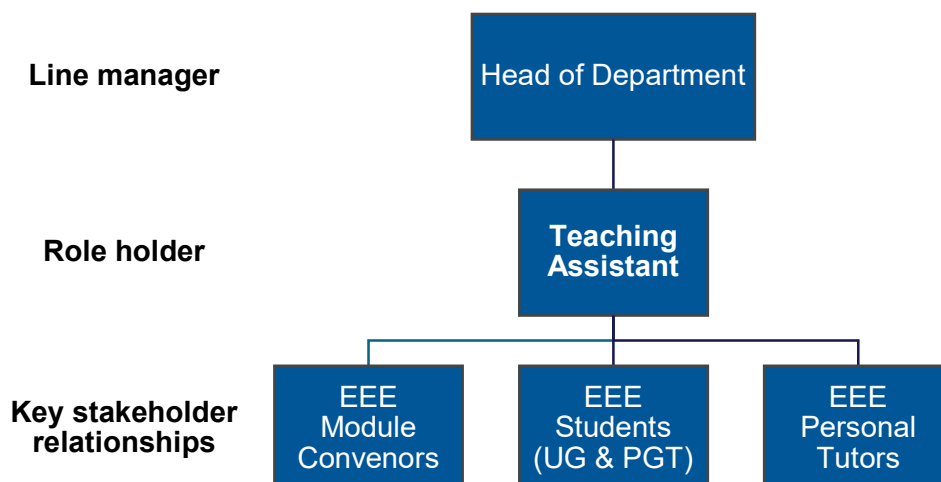 Line manager
Head of Department
Role holder
Teaching
Assistant
Key stakeholder
relationships
EEE
Module
Convenors
EEE
Students
(UG & PGT)
EEE
Personal
Tutors